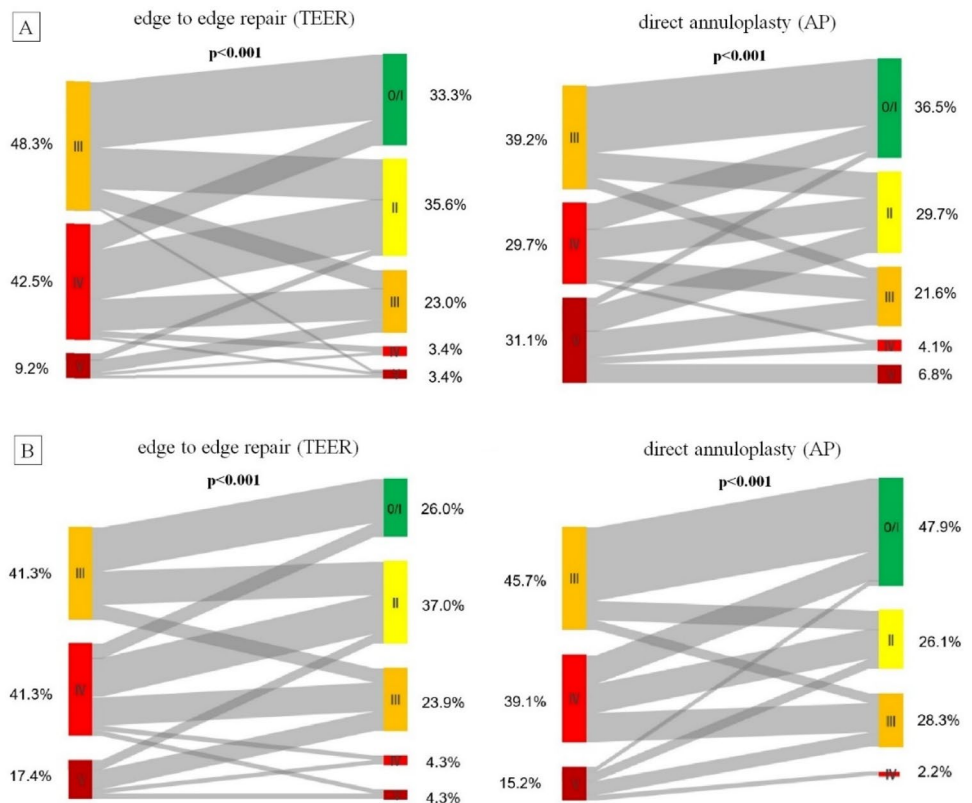 A
edge to edge repair (TEER)
direct annuloplasty (AP)
p<0.001
p<0.001
48.3%
42.5%
9.2%
III
IV
0/I
II
III
IV
33.3%
35.6%
23.0%
3.4%
3.4%
39.2%
29.7%
31.1%
III
IV
0/I
II
III
IV
36.5%
29.7%
21.6%
4.1%
6.8%
B
edge to edge repair (TEER)
direct annuloplasty (AP)
p<0.001
p<0.001
41.3%
41.3%
17.4%
III
IV
0/I
II
III
IV
26.0%
37.0%
23.9%
4.3%
4.3%
45.7%
39.1%
15.2%
III
IV
0/I
II
III
IV
47.9%
26.1%
28.3%
2.2%